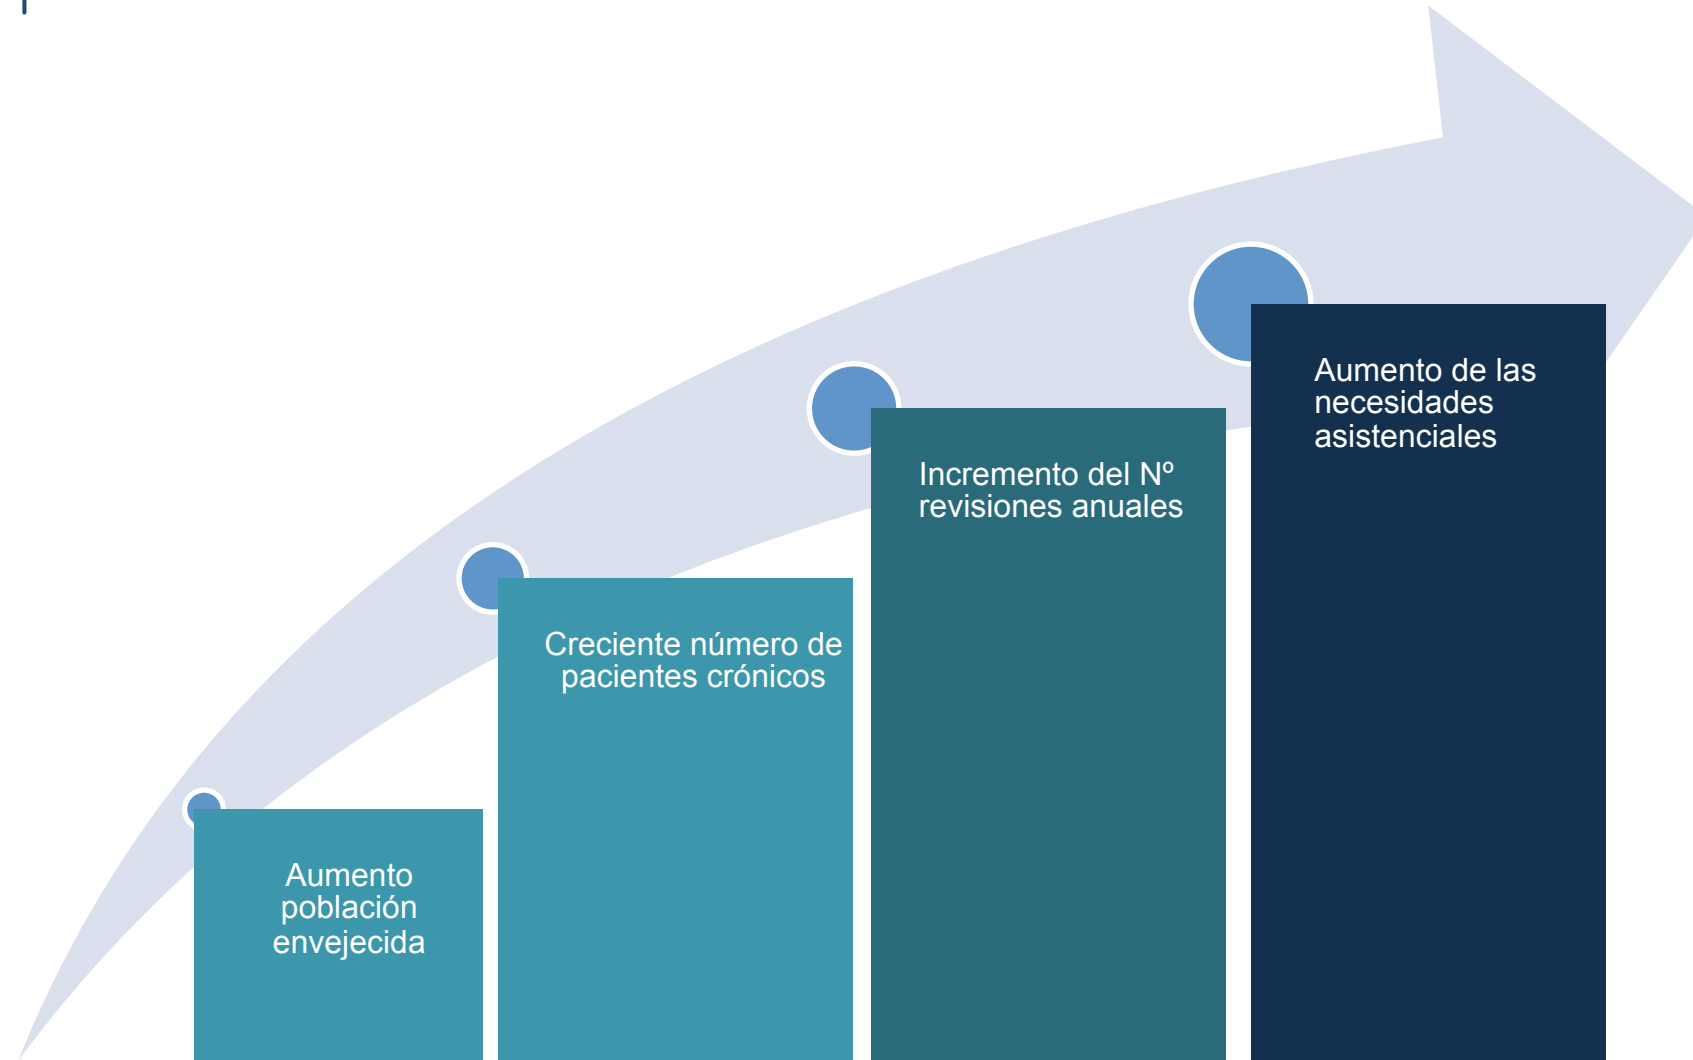 Aumento de las
necesidades
asistenciales
Incremento del Nº
revisiones anuales
Creciente número de
pacientes crónicos
Aumento
población
envejecida